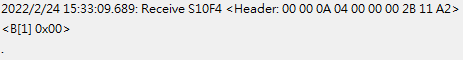 2022/2/24 15:33:09.689: Receive S10F4 <Header: 00 00 0A 04 00 00 00 2B 11 A2>
<B[1] 0x00>
.